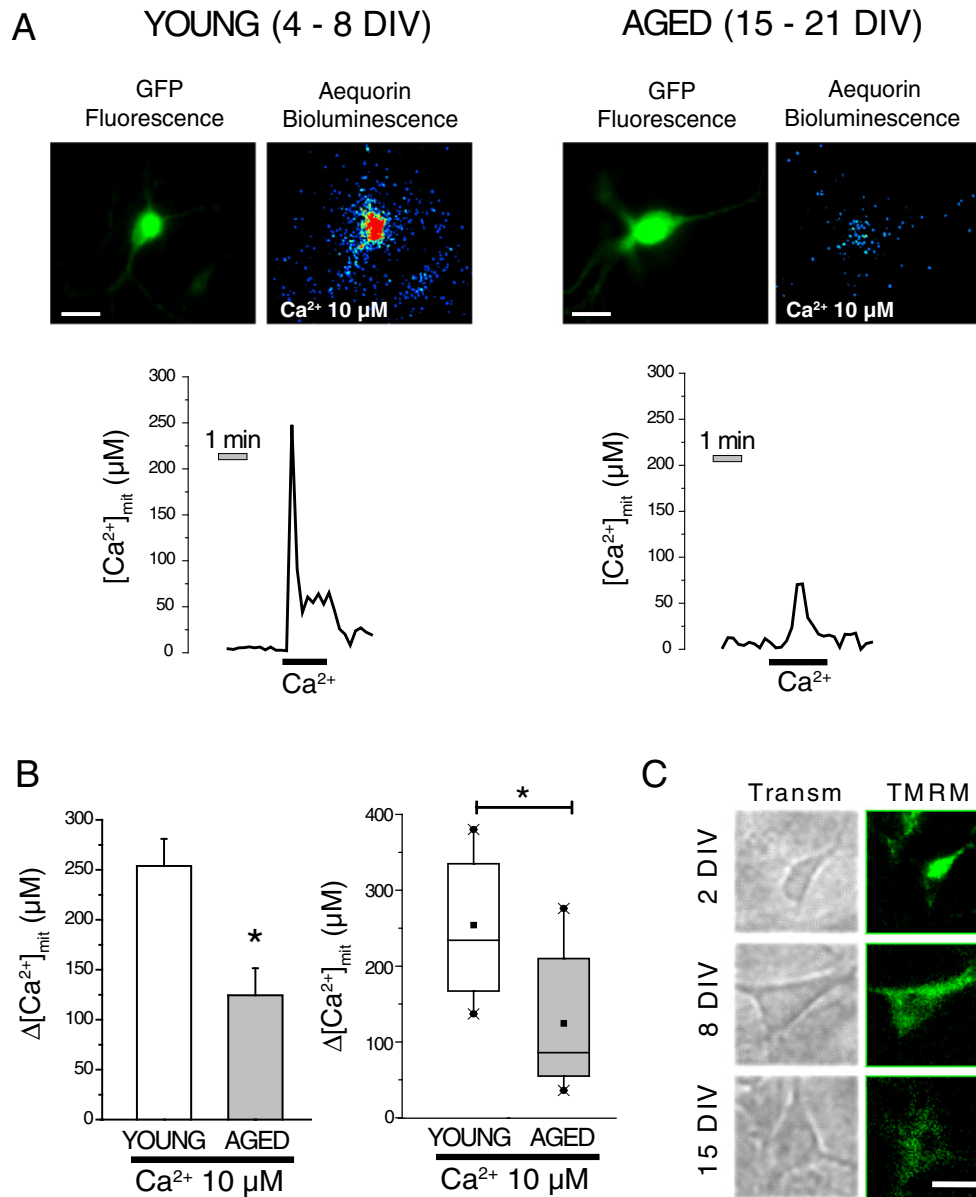 A
YOUNG (4 - 8 DIV)
AGED (15 - 21 DIV)
GFP
Fluorescence
Aequorin
Bioluminescence
GFP
Fluorescence
Aequorin
Bioluminescence
Ca²⁺ 10 µM
Ca²⁺ 10 µM
[Ca²⁺]mit (µM)
300
250
200
150
100
50
0
1 min
Ca²⁺
[Ca²⁺]mit (µM)
300
250
200
150
100
50
0
1 min
Ca²⁺
B
Δ[Ca²⁺]mit (µM)
300
250
200
150
100
75
50
25
0
*
YOUNG AGED
Ca²⁺ 10 µM
Δ[Ca²⁺]mit (µM)
400
300
200
100
0
*
YOUNG AGED
Ca²⁺ 10 µM
C
Transm TMRM
2 DIV
8 DIV
15 DIV